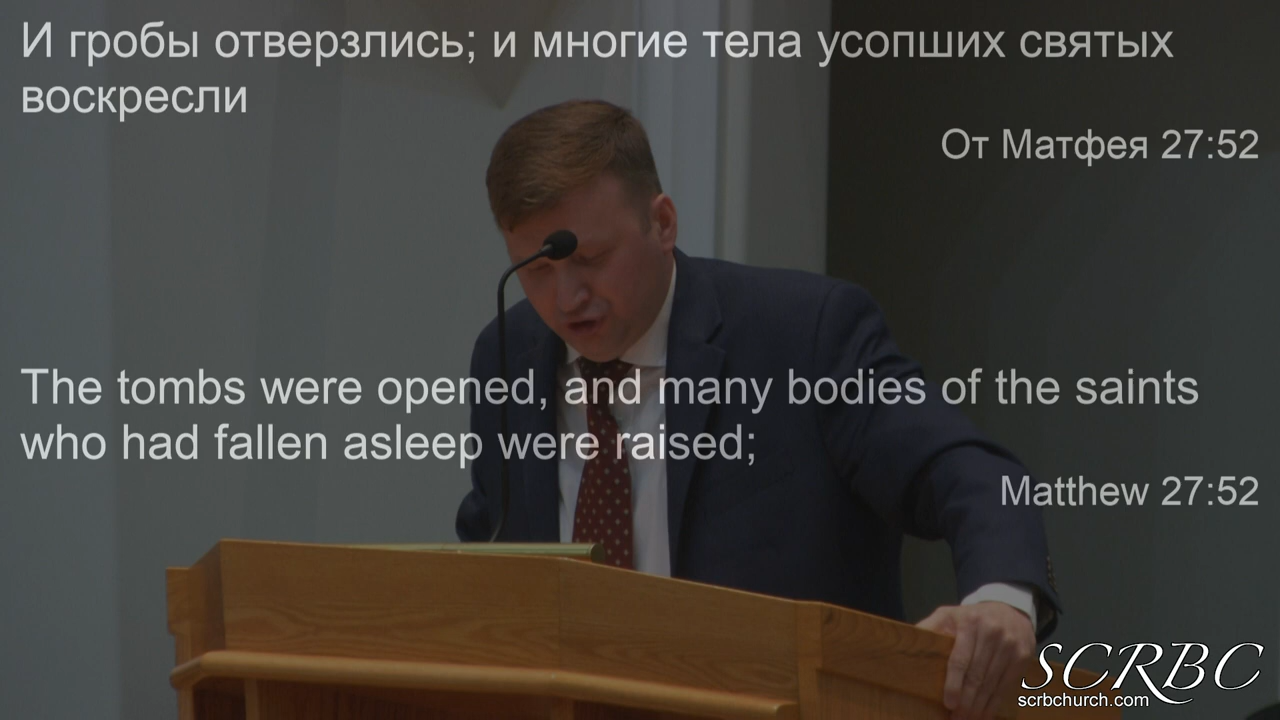 И гробы отверзлись; и многие тела усопших святых
воскресли
От Матфея 27:52
The tombs were opened, and many bodies of the saints
who had fallen asleep were raised;
Matthew 27:52
SCRBC
scrbchurch.com